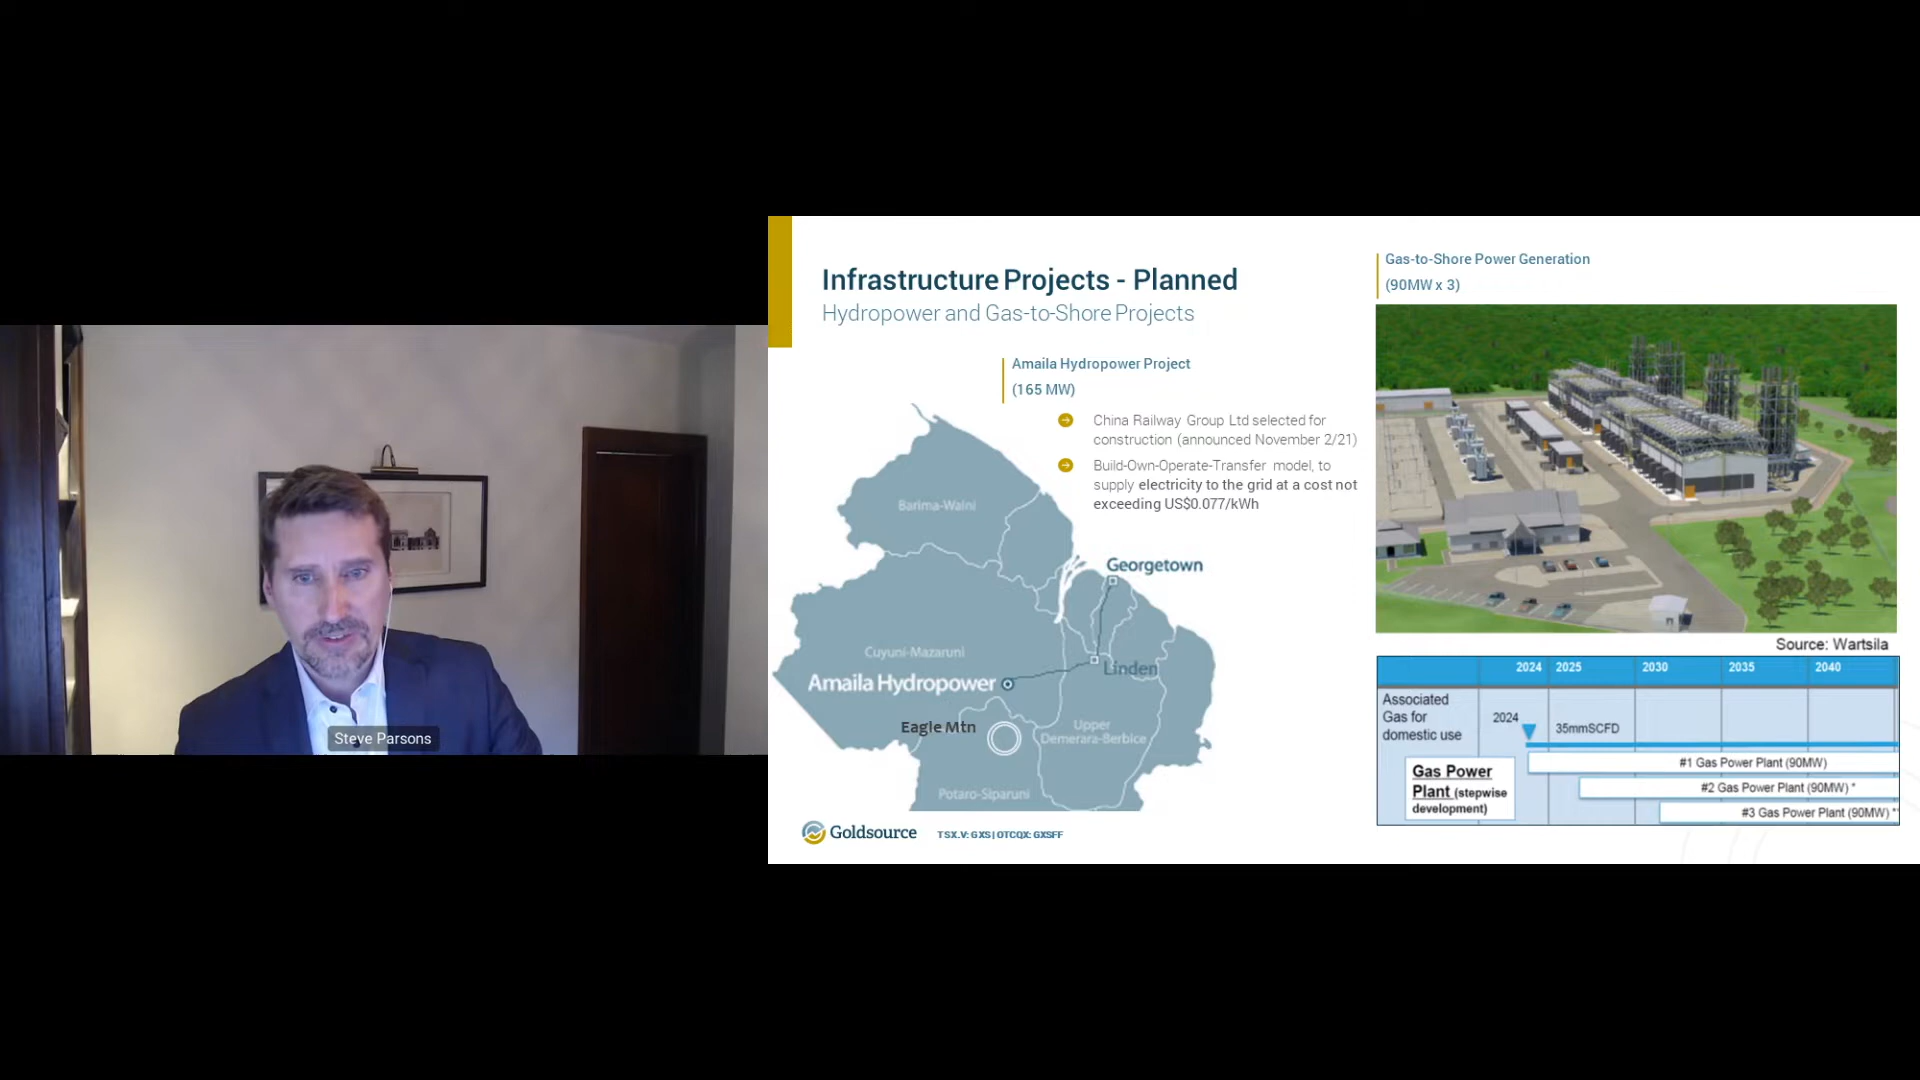 Steve Parsons
Infrastructure Projects - Planned
Hydropower and Gas-to-Shore Projects
Amaila Hydropower Project
(165 MW)
China Railway Group Ltd selected for
construction (announced November 2/21)
Build-Own-Operate-Transfer model, to
supply electricity to the grid at a cost not
exceeding US$0.077/kWh
Barima-Waini
Georgetown
Cuyuni-Mazaruni
Linden
Amaila Hydropower
Eagle Mtn
Upper
Demerara-Berbice
Potaro-Siparuni
Goldsource
TSX.V: GXS | OTCQX: GXSFF
Gas-to-Shore Power Generation
(90MW x 3)
Source: Wartsila
2024 2025 2030 2035 2040
Associated
Gas for
domestic use
2024
35mmSCFD
Gas Power
Plant (stepwise
development)
#1 Gas Power Plant (90MW)
#2 Gas Power Plant (90MW) *
#3 Gas Power Plant (90MW) *